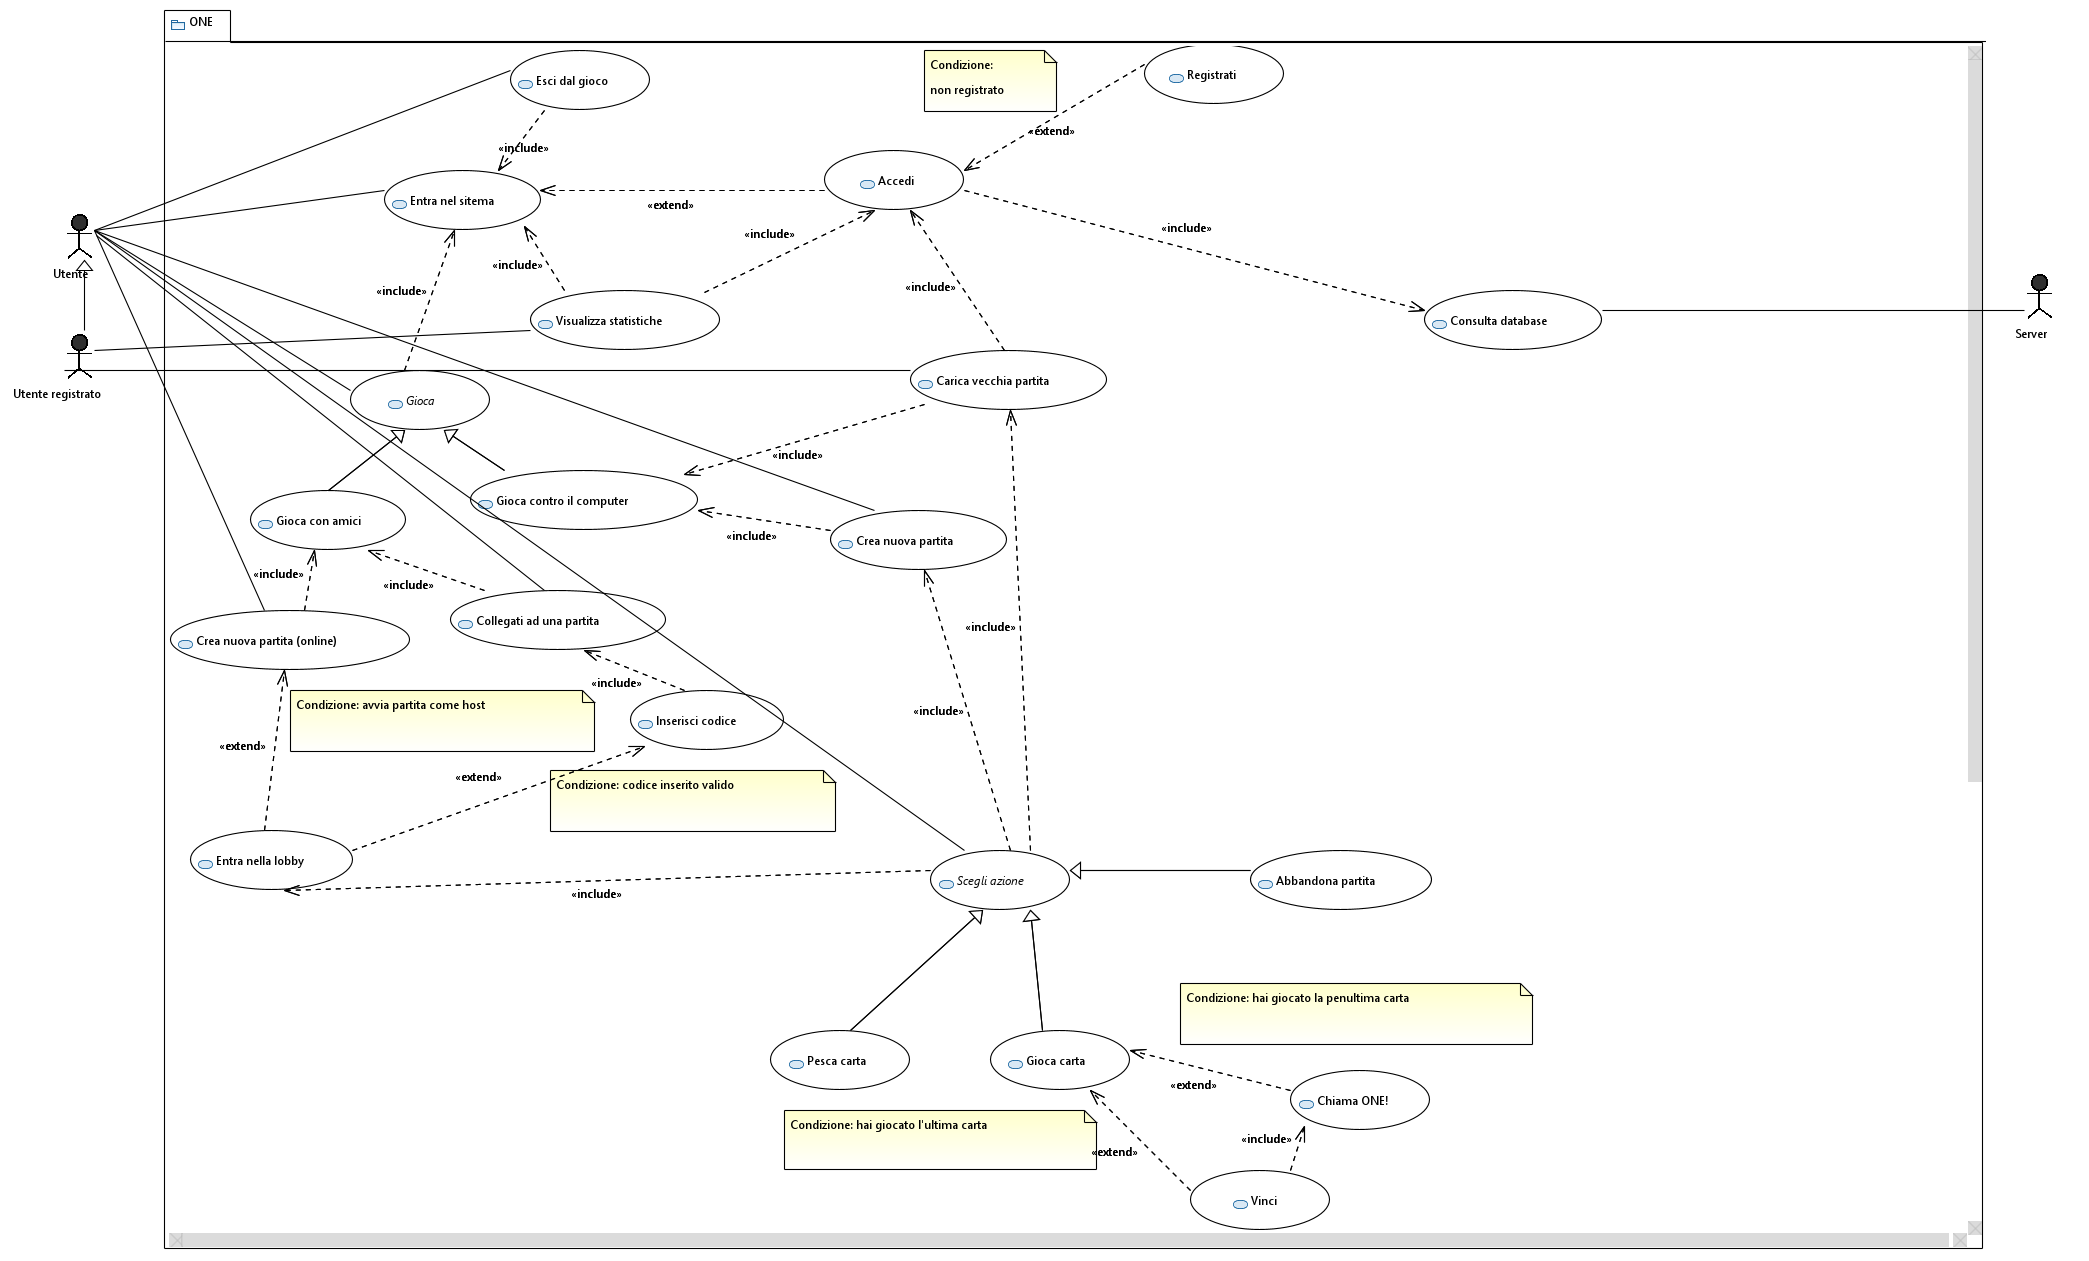 ONE
Esci dal gioco
Condizione:
non registrato
Registrati
«extend»
«include»
Accedi
Entra nel sitema
«extend»
«include»
«include»
«include»
«include»
«include»
Utente
Visualizza statistiche
Consulta database
Server
Utente registrato
Gioca
Carica vecchia partita
«include»
Gioca con amici
Gioca contro il computer
«include»
Crea nuova partita
«include»
«include»
Crea nuova partita (online)
Collegati ad una partita
«include»
«include»
Condizione: avvia partita come host
«include»
Inserisci codice
«extend»
«extend»
Condizione: codice inserito valido
Entra nella lobby
«include»
Scegli azione
Abbandona partita
Condizione: hai giocato la penultima carta
Pesca carta
Gioca carta
«extend»
Chiama ONE!
Condizione: hai giocato l'ultima carta
«extend»
«include»
Vinci